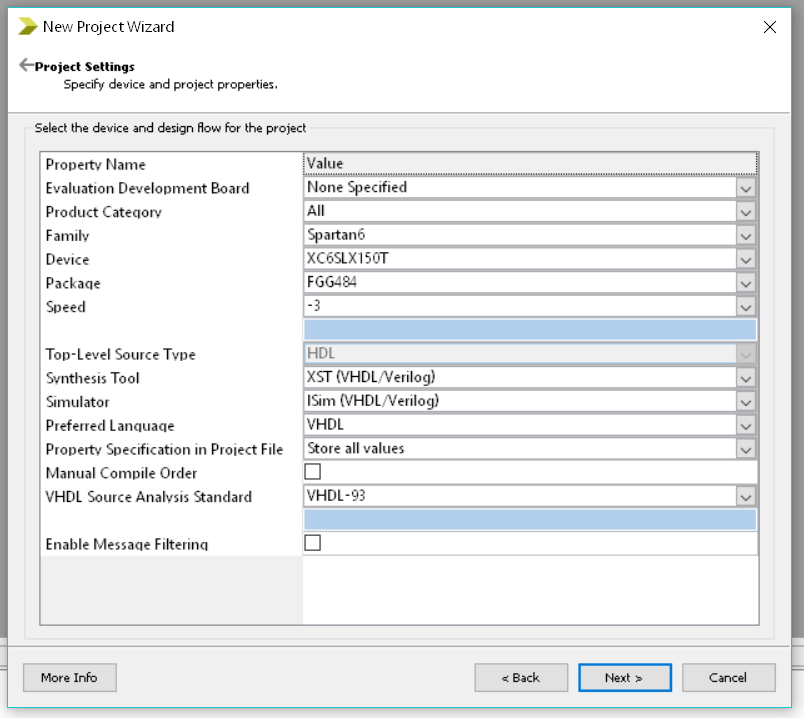 New Project Wizard
Project Settings
Specify device and project properties.
Select the device and design flow for the project
Property Name Value
Evaluation Development Board None Specified
Product Category All
Family Spartan6
Device XC6SLX150T
Package FGG484
Speed -3
Top-Level Source Type HDL
Synthesis Tool XST (VHDL/Verilog)
Simulator ISim (VHDL/Verilog)
Preferred Language VHDL
Property Specification in Project File Store all values
Manual Compile Order
VHDL Source Analysis Standard VHDL-93
Enable Message Filtering
More Info < Back Next > Cancel